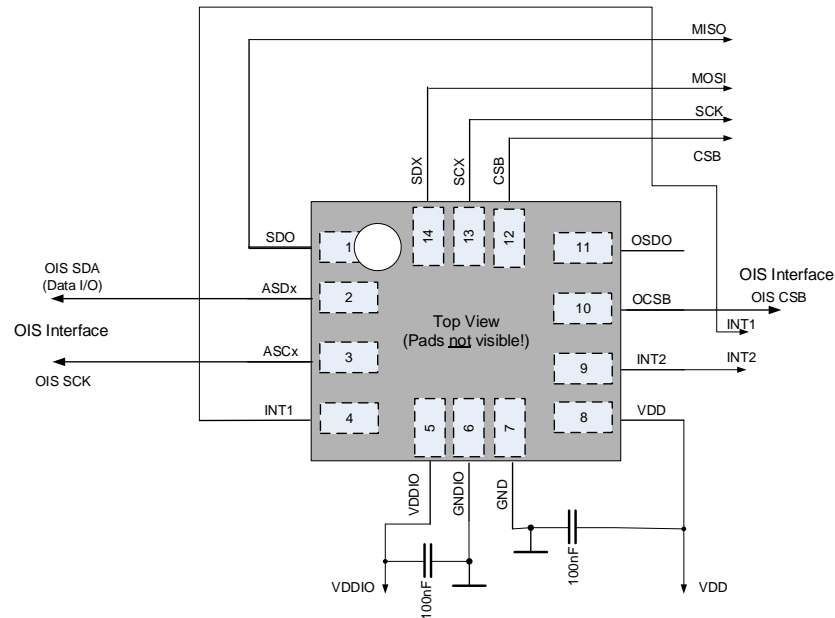 MISO
MOSI
SCK
CSB
SDX
SCX
CSB
SDO
1
14
13
12
11
OSDO
OIS SDA
(Data I/O)
ASDx
2
OIS Interface
OIS CSB
OCSB
10
Top View
(Pads not visible!)
INT1
OIS Interface
ASCx
3
OIS SCK
9
INT2
INT2
INT1
4
5
6
7
8
VDD
VDDIO
GNDIO
GND
100nF
100nF
VDDIO
VDD